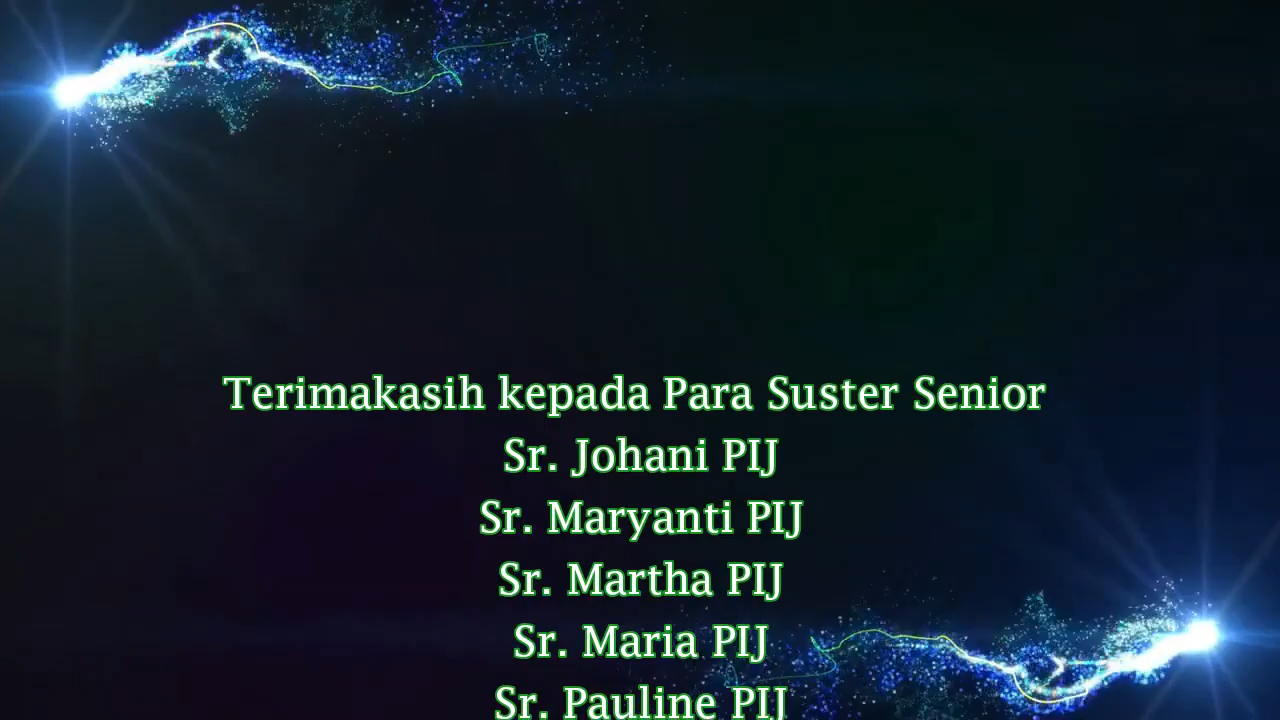 Terimakasih kepada Para Suster Senior
Sr. Johani PIJ
Sr. Maryanti PIJ
Sr. Martha PIJ
Sr. Maria PIJ
Sr. Pauline PIJ